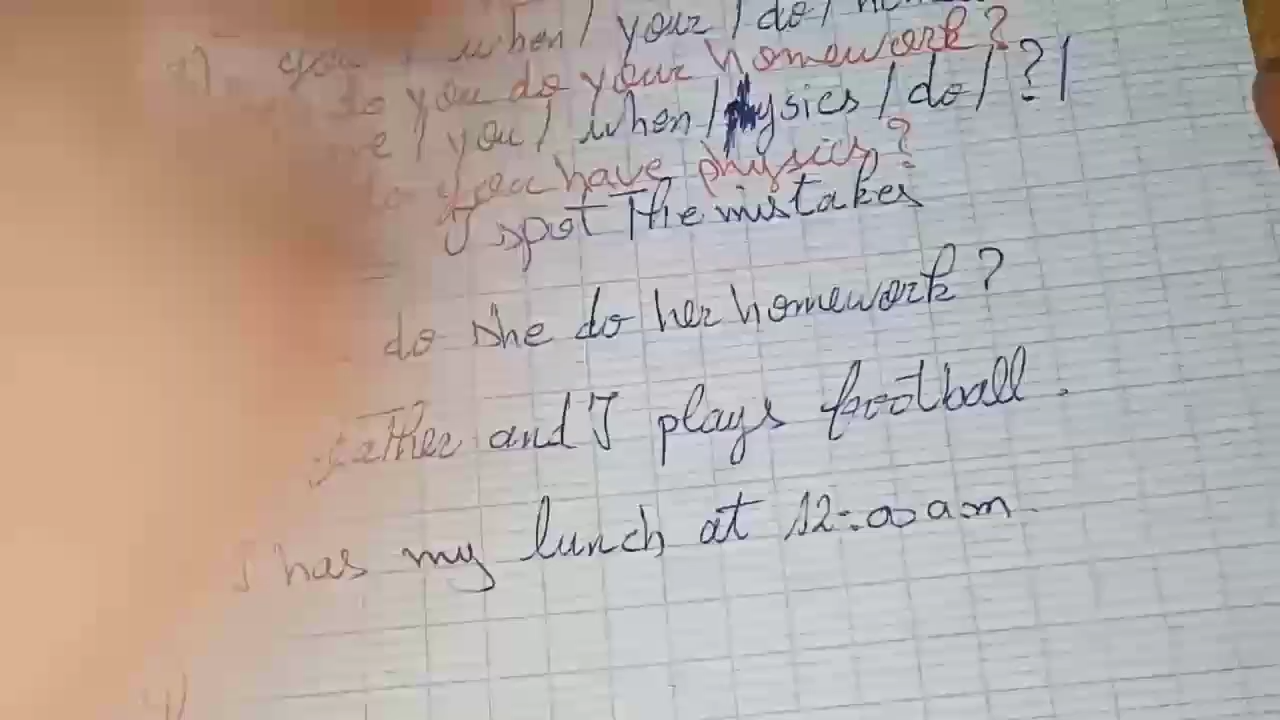 you / when / your / do /
do you do your homework?
/ you / when / physics / do / ? /
you have physics?
I spot The mistakes
do she do her homework?
father and I plays football.
I has my lunch at 12:00 a.m.